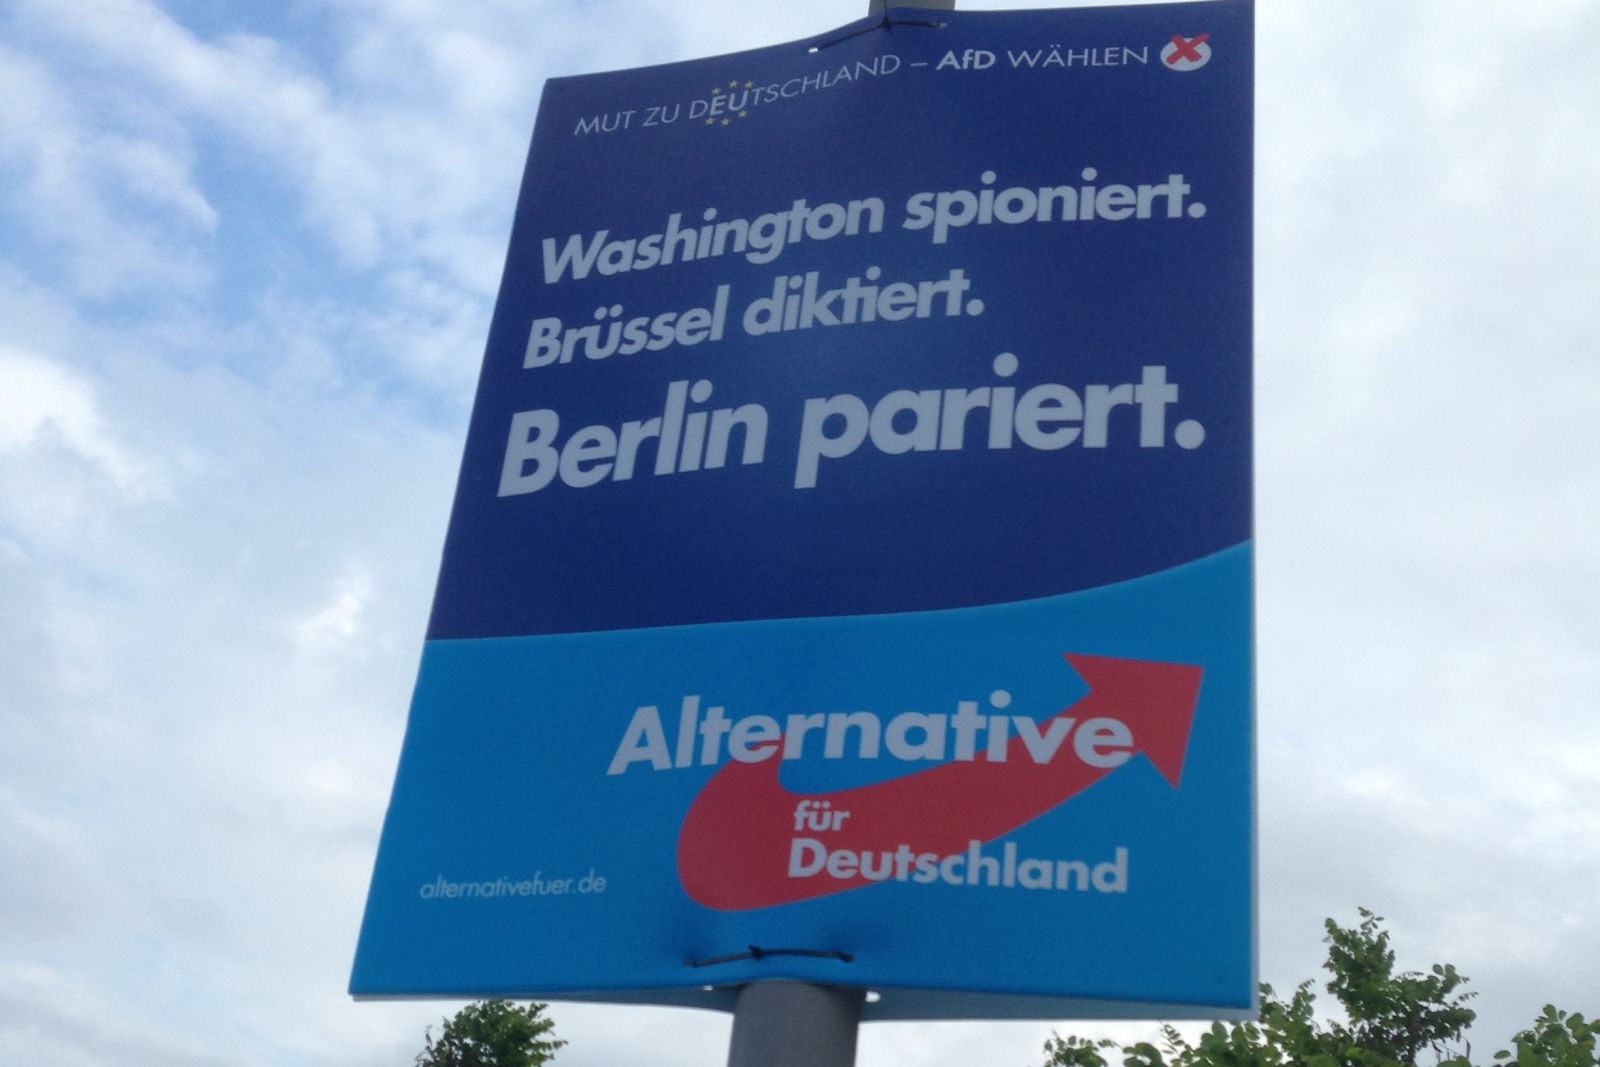 MUT ZU DEUTSCHLAND – AfD WÄHLEN
Washington spioniert.
Brüssel diktiert.
Berlin pariert.
Alternative
für
Deutschland
alternativefuer.de